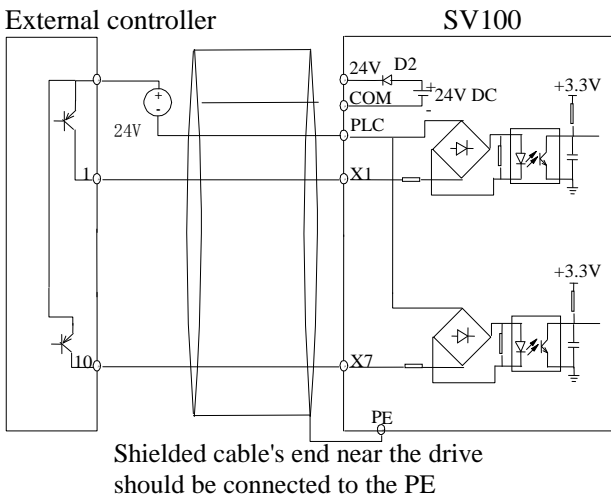 External controller
SV100
24V
D2
+3.3V
+
24V DC
-
COM
+
-
24V
PLC
1
X1
+3.3V
10
X7
PE
Shielded cable's end near the drive
should be connected to the PE